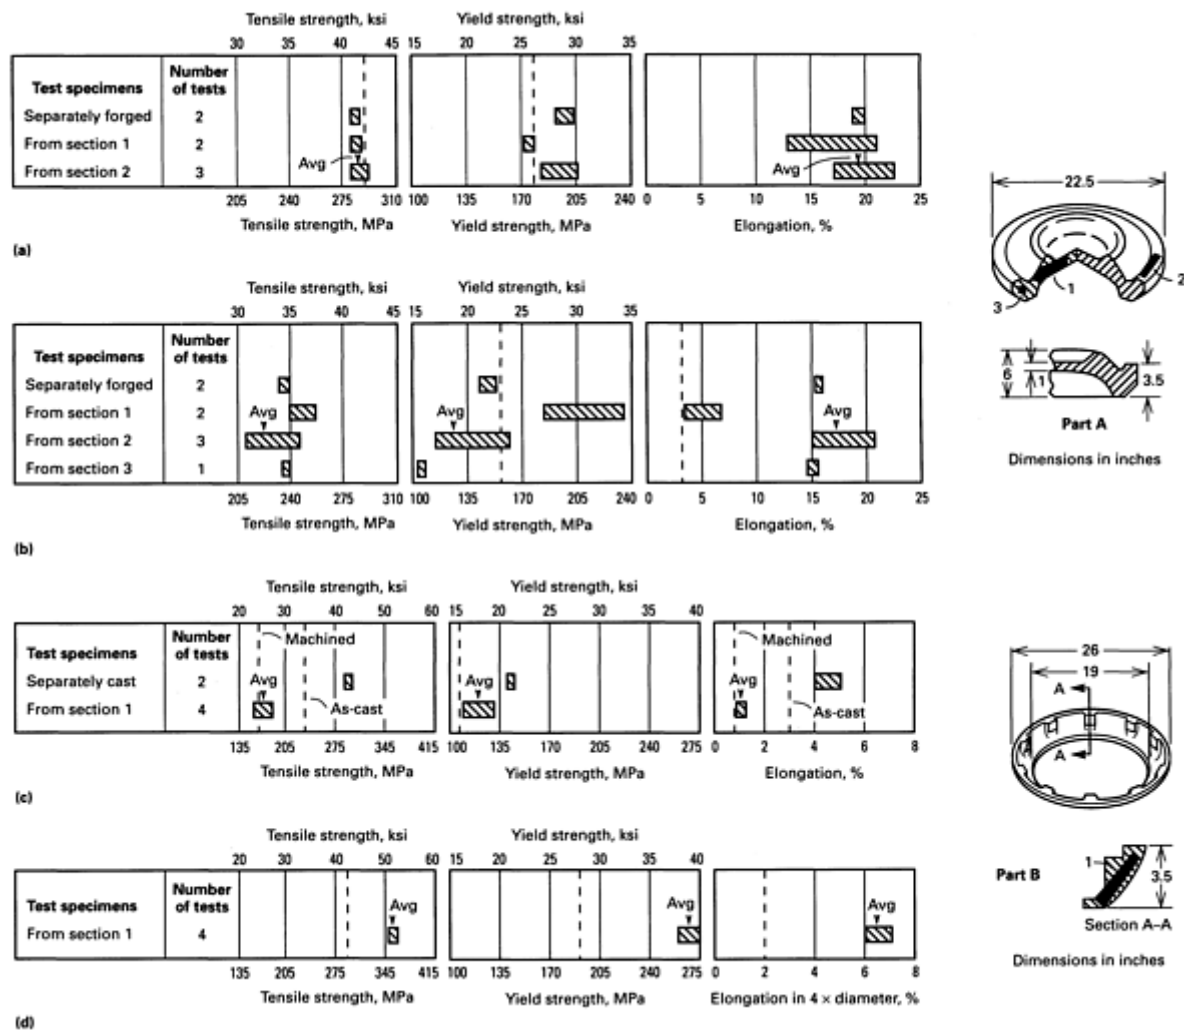 Tensile strength, ksi Yield strength, ksi
30 35 40 45 15 20 25 30 35
Test specimens Number of tests
Separately forged 2
From section 1 2
From section 2 3
Avg Avg
205 240 275 310 100 170 205 240 0 5 10 15 20 25
Tensile strength, MPa Yield strength, MPa Elongation, %
(a)
Tensile strength, ksi Yield strength, ksi
30 35 40 45 15 20 25 30 35
Test specimens Number of tests
Separately forged 2
From section 1 2
Avg Avg Avg
From section 2 3
From section 3 1
205 240 275 310 100 135 170 205 240 0 5 10 15 20 25
Tensile strength, MPa Yield strength, MPa Elongation, %
(b)
22.5
1 2 3
6 1 3.5
Part A
Dimensions in inches
Tensile strength, ksi Yield strength, ksi
20 30 40 50 60 15 20 25 30 35 40
Test specimens Number of tests
Machined Machined
Separately cast 2
Avg Avg Avg
From section 1 4
As-cast As-cast
135 205 275 345 415 100 135 170 205 240 275 0 2 4 6 8
Tensile strength, MPa Yield strength, MPa Elongation, %
(c)
Tensile strength, ksi Yield strength, ksi
20 30 40 50 60 15 20 25 30 35 40
Test specimens Number of tests
Avg Avg Avg
From section 1 4
135 205 275 345 415 100 135 170 205 240 275 0 2 4 6 8
Tensile strength, MPa Yield strength, MPa Elongation in 4 × diameter, %
(d)
26
19
A
A
1
Part B
3.5
Section A–A
Dimensions in inches